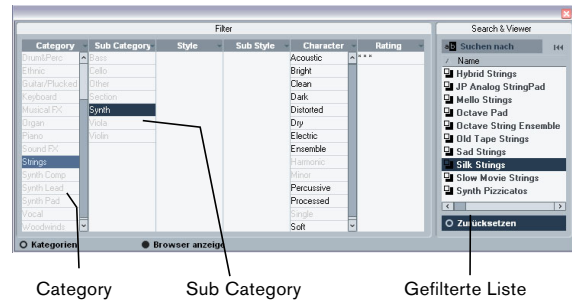 Filter
Search & Viewer
Category Sub Category Style Sub Style Character Rating
Suchen nach
Drum&Perc Bass Acoustic ***
Ethnic Cello Bright
Guitar/Plucked Other Clean
Keyboard Section Dark
Musical FX Synth Distorted
Organ Viola Dry
Piano Violin Electric
Sound FX Ensemble
Strings Harmonic
Synth Comp Minor
Synth Lead Percussive
Synth Pad Processed
Vocal Single
Woodwinds Soft
/ Name
Hybrid Strings
JP Analog StringPad
Mello Strings
Octave Pad
Octave String Ensemble
Old Tape Strings
Sad Strings
Silk Strings
Slow Movie Strings
Synth Pizzicatos
Zurücksetzen
Kategorien Browser anzeige
Category Sub Category Gefilterte Liste